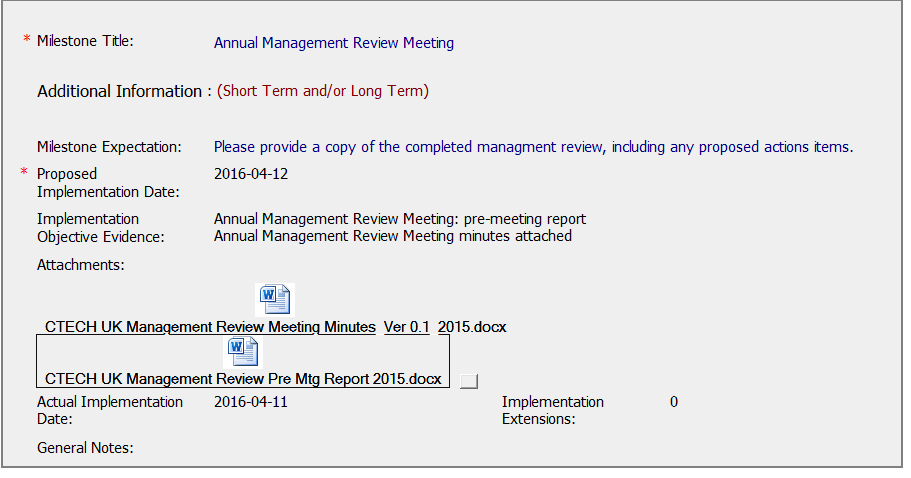 * Milestone Title: Annual Management Review Meeting
Additional Information : (Short Term and/or Long Term)
Milestone Expectation: Please provide a copy of the completed managment review, including any proposed actions items.
* Proposed 2016-04-12
Implementation Date:
Implementation Annual Management Review Meeting: pre-meeting report
Objective Evidence: Annual Management Review Meeting minutes attached
Attachments:
CTECH UK Management Review Meeting Minutes Ver 0.1 2015.docx
CTECH UK Management Review Pre Mtg Report 2015.docx
Actual Implementation 2016-04-11 Implementation 0
Date: Extensions:
General Notes: